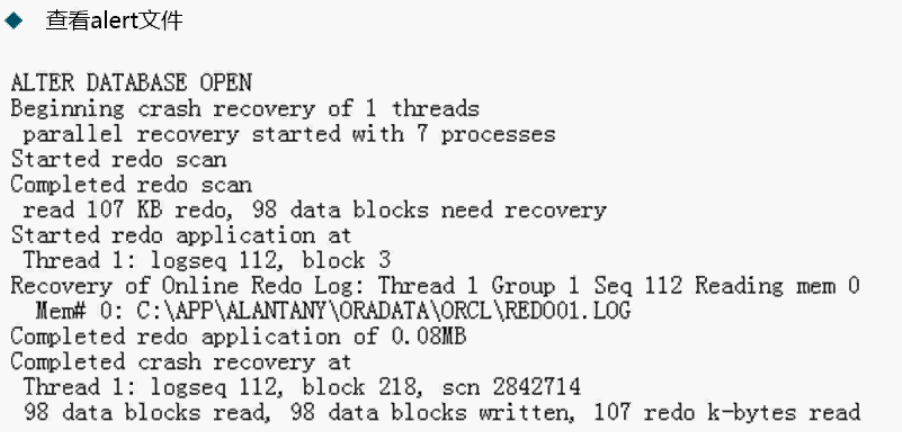 查看alert文件
ALTER DATABASE OPEN
Beginning crash recovery of 1 threads
parallel recovery started with 7 processes
Started redo scan
Completed redo scan
read 107 KB redo, 98 data blocks need recovery
Started redo application at
Thread 1: logseq 112, block 3
Recovery of Online Redo Log: Thread 1 Group 1 Seq 112 Reading mem 0
Mem# 0: C:\APP\ALANTANY\ORADATA\ORCL\REDO01.LOG
Completed redo application of 0.08MB
Completed crash recovery at
Thread 1: logseq 112, block 218, scn 2842714
98 data blocks read, 98 data blocks written, 107 redo k-bytes read